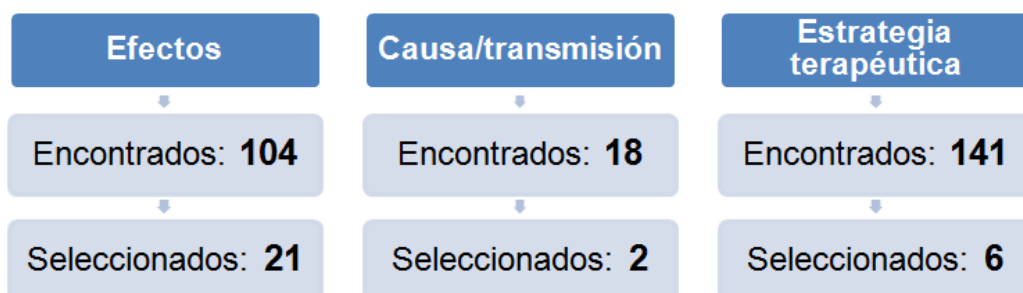 Efectos
Encontrados: 104
Seleccionados: 21
Causa/transmisión
Encontrados: 18
Seleccionados: 2
Estrategia
terapéutica
Encontrados: 141
Seleccionados: 6